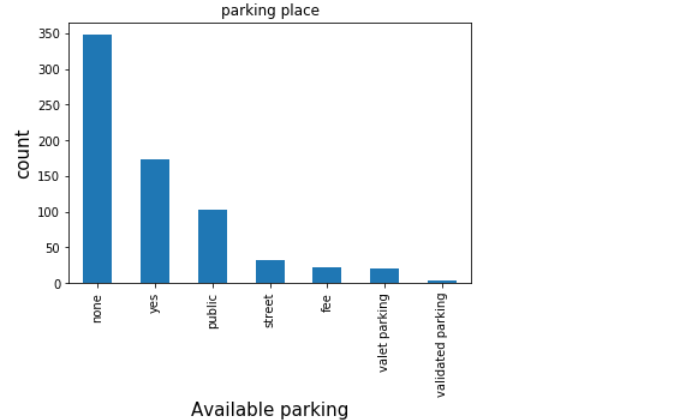 parking place
count
350
300
250
200
150
100
50
0
none
yes
public
street
fee
valet parking
validated parking
Available parking